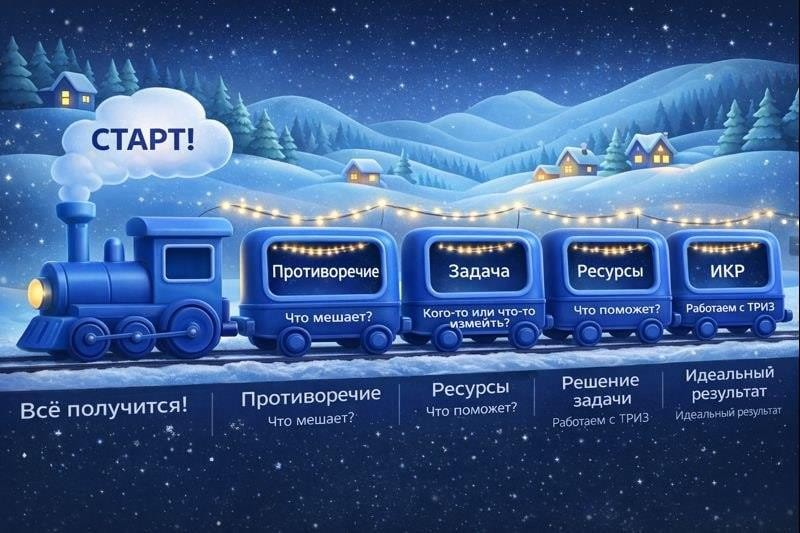 СТАРТ!
Противоречие
Что мешает?
Задача
Кого-то или что-то
измеить?
Ресурсы
Что поможет?
ИКР
Работаем с ТРИЗ
Всё получится!
Противоречие
Что мешает?
Ресурсы
Что поможет?
Решение
задачи
Работаем с ТРИЗ
Идеальный
результат
Идеальный результат